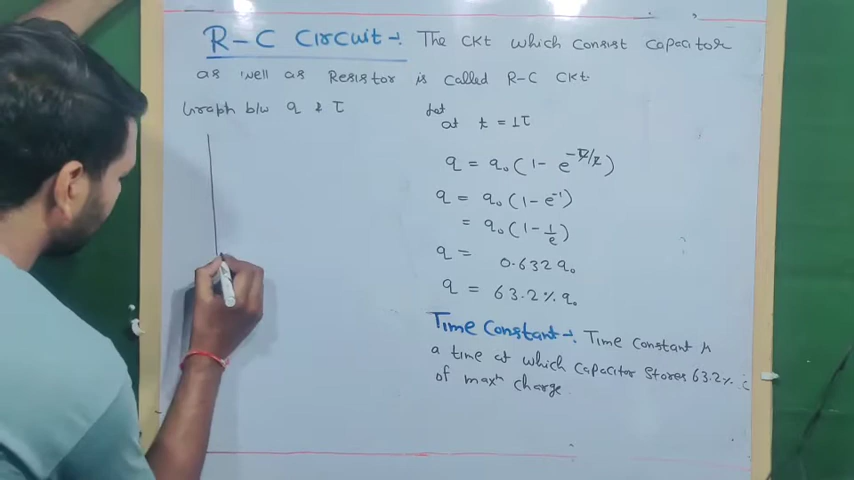 R-C Circuit-: The CKt which consist capacitor
as well as Resistor is called R-C CKt
Graph b/w q & τ
Let
at t = 1τ
q = q₀(1 - e^(-τ/τ))
q = q₀(1 - e⁻¹)
= q₀(1 - 1/e)
q = 0.632 q₀
q = 63.2% q₀
Time Constant-: Time Constant
a time at which capacitor stores 63.2%
of maxᵐ charge.